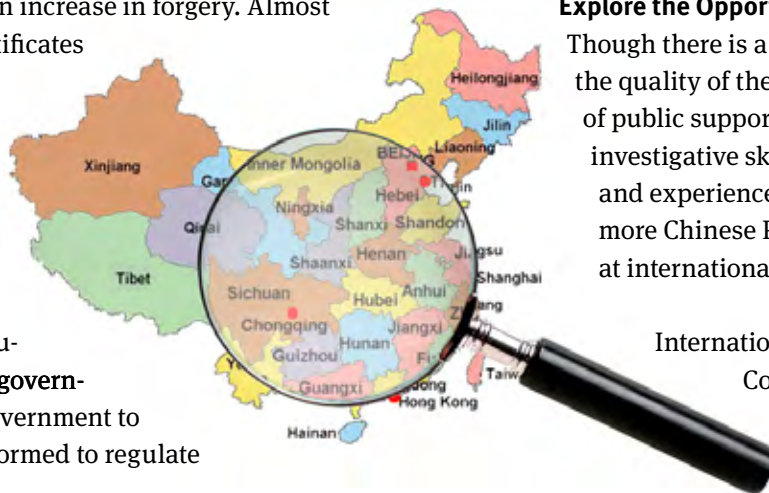 n increase in forgery. Almost
tificates
u-
govern-
vernment to
ormed to regulate
Explore the Oppor
Though there is a
the quality of the
of public suppor
investigative sk
and experience
more Chinese P
at internationa
Internatio
Co
Heilongjiang
Jilin
Liaoning
Xinjiang
Inner Mongolia
Ningxia
Hebei
Shanxi
Shandon
Tibet
Shaanxi
Henan
Shanghai
Sichuan
Hubei
Anhui
ang
Chongqing
Hunan
Jiangxi
Guizhou
Guangxi
Taiw
Hong Kong
Hainan